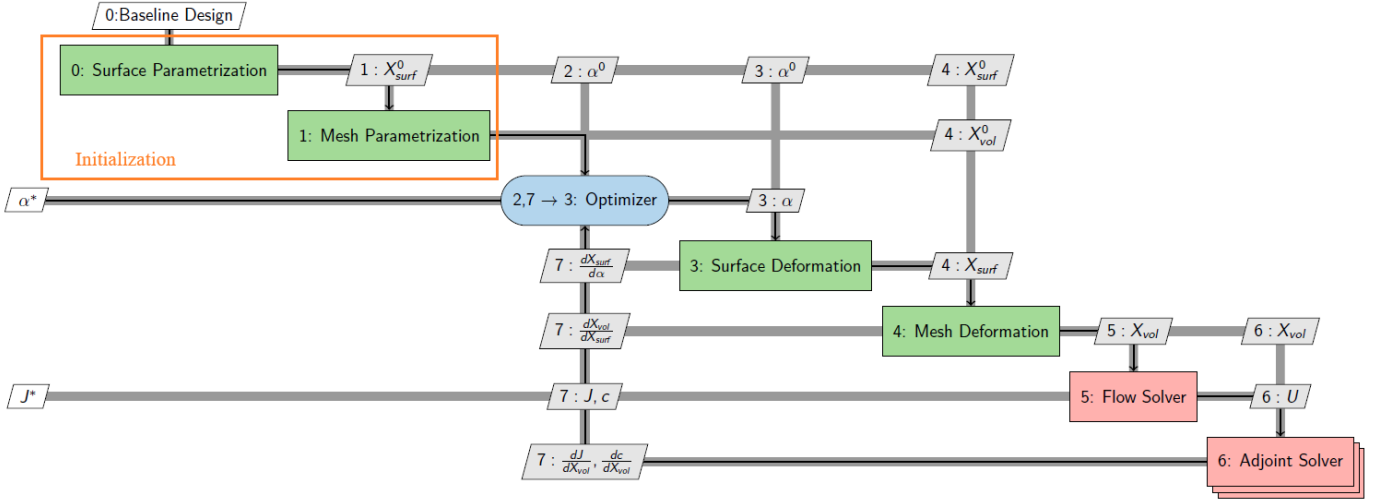 0:Baseline Design
0: Surface Parametrization
1 : X⁰_surf
2 : α⁰
3 : α⁰
4 : X⁰_surf
1: Mesh Parametrization
4 : X⁰_vol
Initialization
α*
2,7 → 3: Optimizer
3 : α
7 : dX_surf/dα
3: Surface Deformation
4 : X_surf
7 : dX_vol/dX_surf
4: Mesh Deformation
5 : X_vol
6 : X_vol
J*
7 : J, c
5: Flow Solver
6 : U
7 : dJ/dX_vol, dc/dX_vol
6: Adjoint Solver